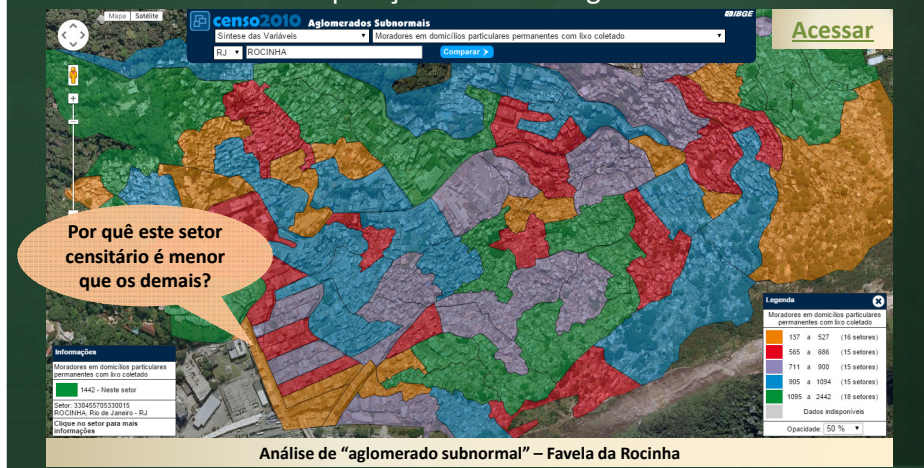 Mapa Satélite
censo2010 Aglomerados Subnormais
IBGE
Síntese das Variáveis
Moradores em domicílios particulares permanentes com lixo coletado
RJ ROCINHA Comparar
Acessar
Por quê este setor
censitário é menor
que os demais?
Informações
Moradores em domicílios particulares
permanentes com lixo coletado
1442 - Neste setor
Setor: 330455705330015
ROCINHA, Rio de Janeiro - RJ
Clique no setor para mais
informações
Legenda
Moradores em domicílios particulares
permanentes com lixo coletado
137 a 527 (16 setores)
565 a 686 (15 setores)
711 a 900 (15 setores)
905 a 1094 (15 setores)
1095 a 2442 (18 setores)
Dados indisponíveis
Opacidade: 50 %
Análise de “aglomerado subnormal” – Favela da Rocinha